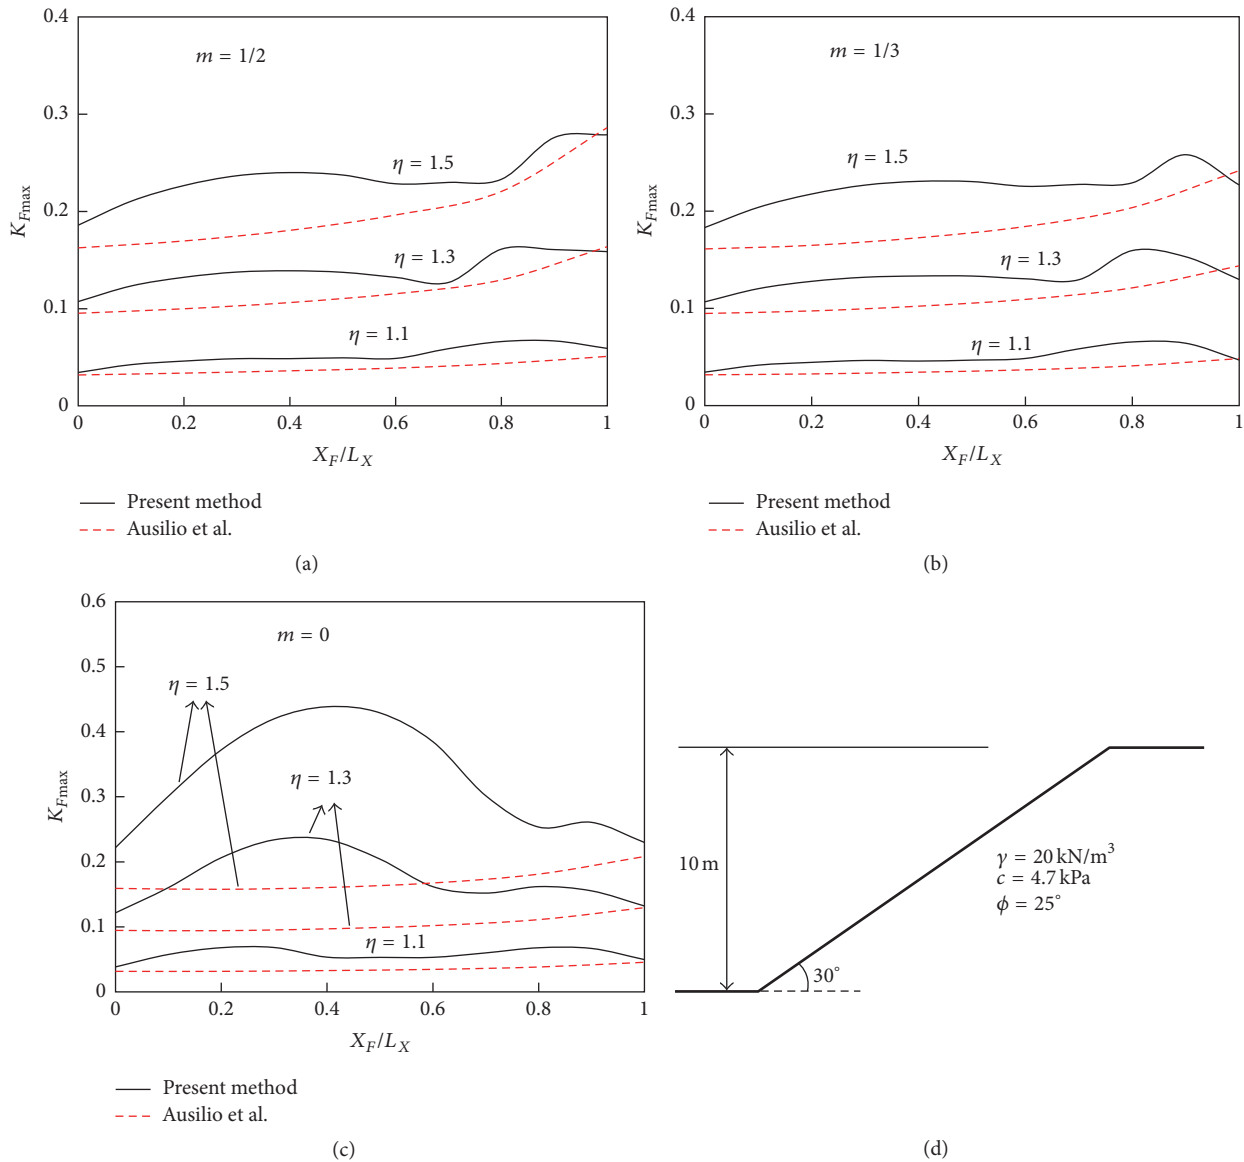 0.4
0.3
0.2
0.1
0
K_Fmax
m = 1/2
η = 1.5
η = 1.3
η = 1.1
0 0.2 0.4 0.6 0.8 1
X_F/L_X
Present method
Ausilio et al.
(a)
0.4
0.3
0.2
0.1
0
K_Fmax
m = 1/3
η = 1.5
η = 1.3
η = 1.1
0 0.2 0.4 0.6 0.8 1
X_F/L_X
Present method
Ausilio et al.
(b)
0.6
0.5
0.4
0.3
0.2
0.1
0
K_Fmax
m = 0
η = 1.5
η = 1.3
η = 1.1
0 0.2 0.4 0.6 0.8 1
X_F/L_X
Present method
Ausilio et al.
(c)
10 m
γ = 20 kN/m³
c = 4.7 kPa
ϕ = 25°
30°
(d)